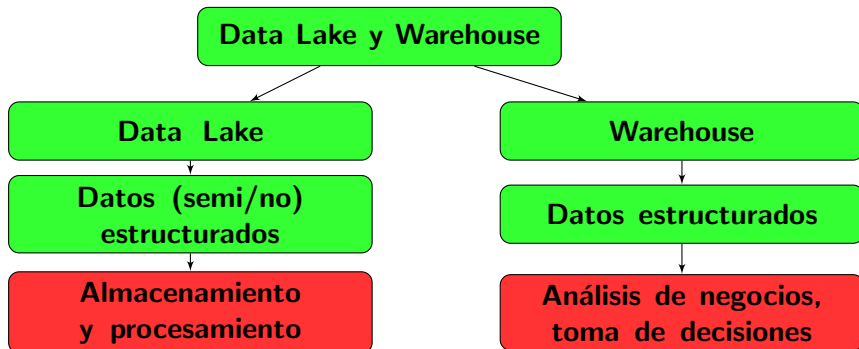 Data Lake y Warehouse
Data Lake
Warehouse
Datos (semi/no)
estructurados
Datos estructurados
Almacenamiento
y procesamiento
Análisis de negocios,
toma de decisiones